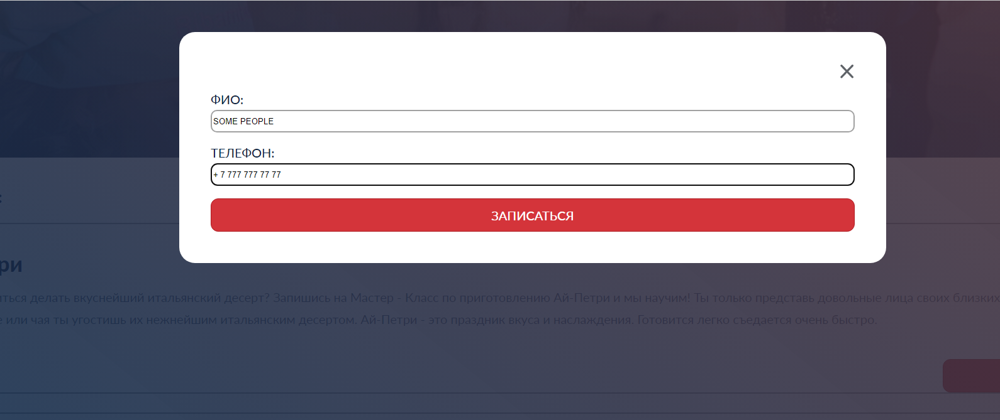 ФИО:
SOME PEOPLE
ТЕЛЕФОН:
+ 7 777 777 77 77
ЗАПИСАТЬСЯ
делать вкуснейший итальянский десерт? Запишись на Мастер - Класс по приготовлению Ай-Петри и мы научим! Ты только представь довольные лица своих близких
или чая ты угостишь их нежнейшим итальянским десертом. Ай-Петри - это праздник вкуса и наслаждения. Готовится легко съедается очень быстро.